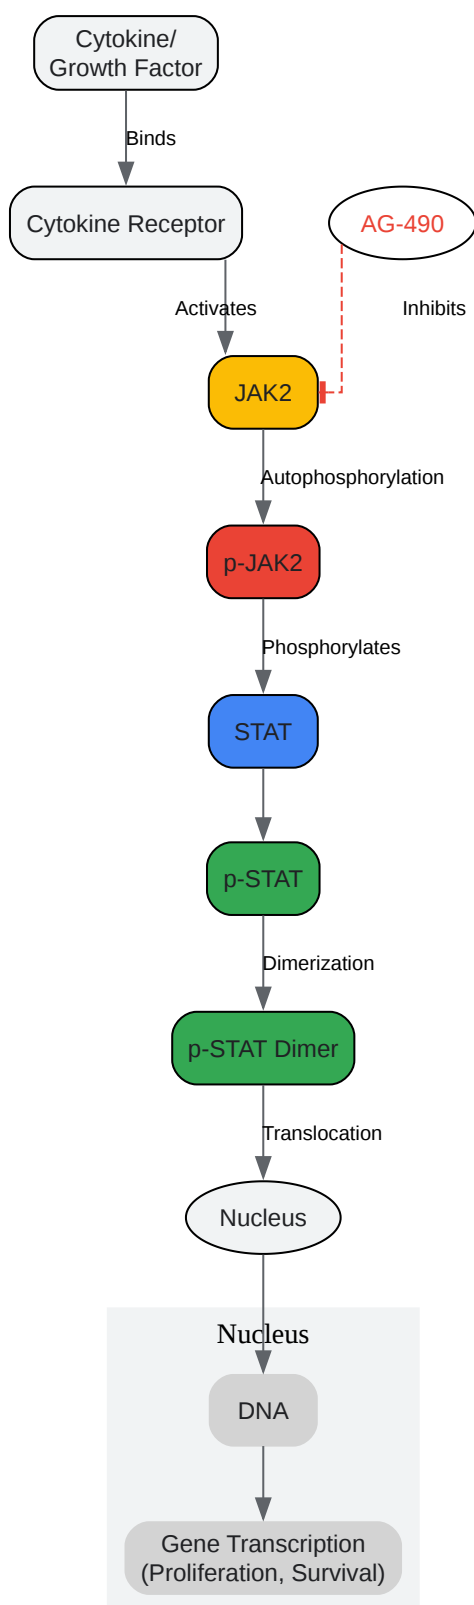 Cytokine/
Growth Factor
Binds
Cytokine Receptor
AG-490
Activates
Inhibits
JAK2
Autophosphorylation
p-JAK2
Phosphorylates
STAT
p-STAT
Dimerization
p-STAT Dimer
Translocation
Nucleus
Nucleus
DNA
Gene Transcription
(Proliferation, Survival)